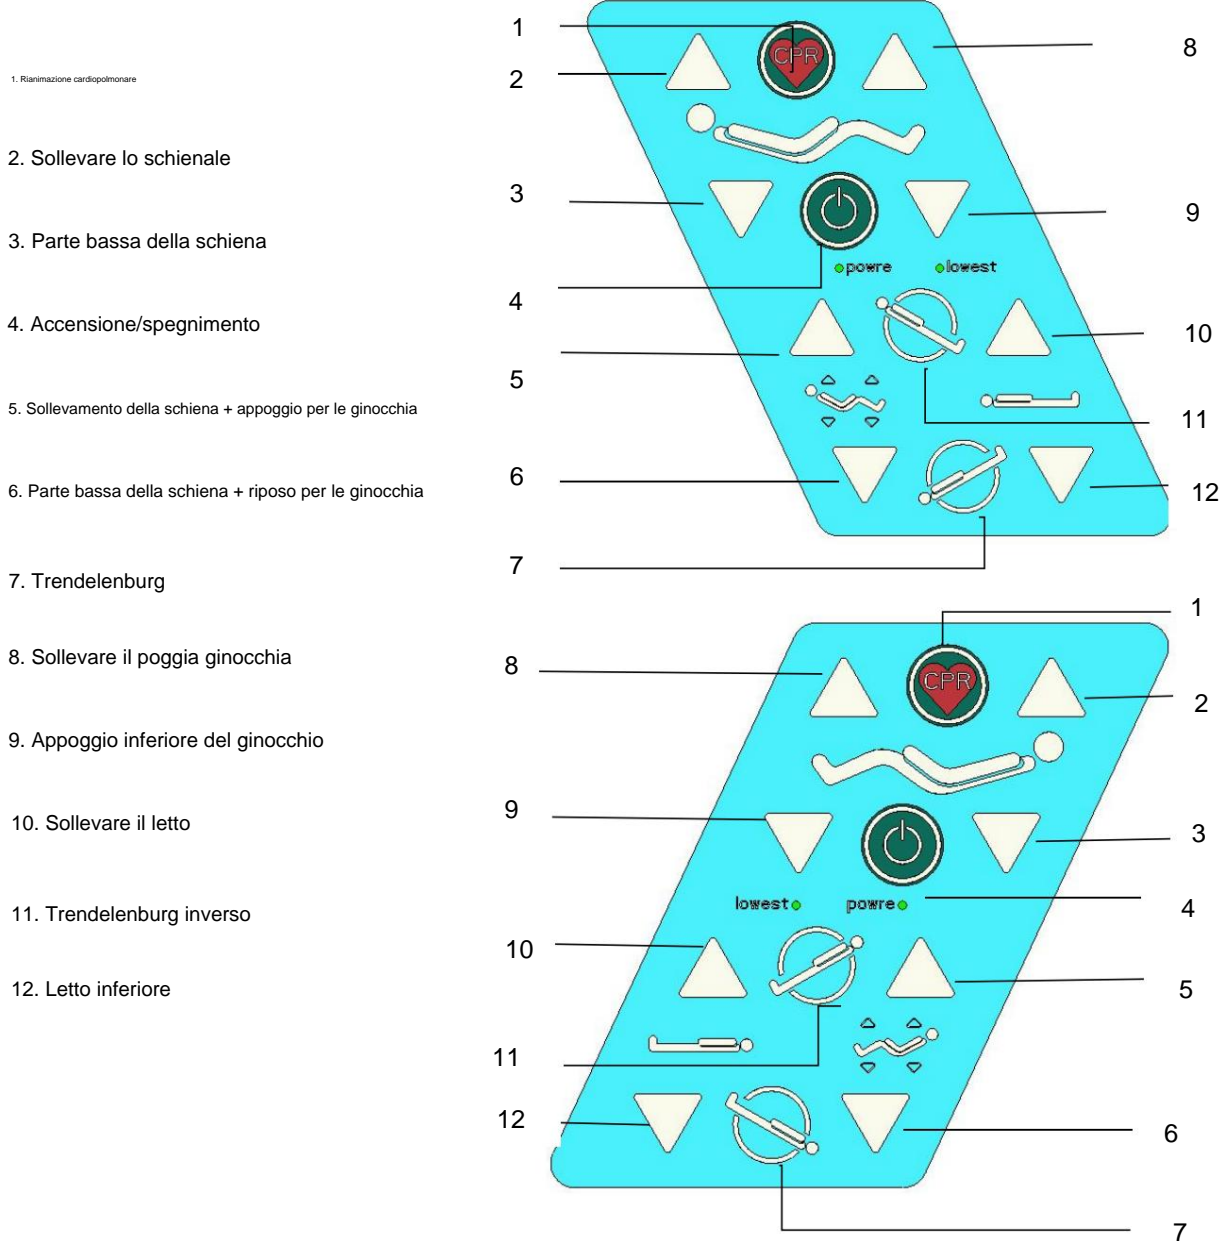 1. Rianimazione cardiopolmonare
2. Sollevare lo schienale
3. Parte bassa della schiena
4. Accensione/spegnimento
5. Sollevamento della schiena + appoggio per le ginocchia
6. Parte bassa della schiena + riposo per le ginocchia
7. Trendelenburg
8. Sollevare il poggia ginocchia
9. Appoggio inferiore del ginocchio
10. Sollevare il letto
11. Trendelenburg inverso
12. Letto inferiore
1
CPR
8
2
3
9
4
powre
lowest
10
5
11
6
12
7
1
8
CPR
2
9
3
lowest
powre
4
10
5
11
12
6
7